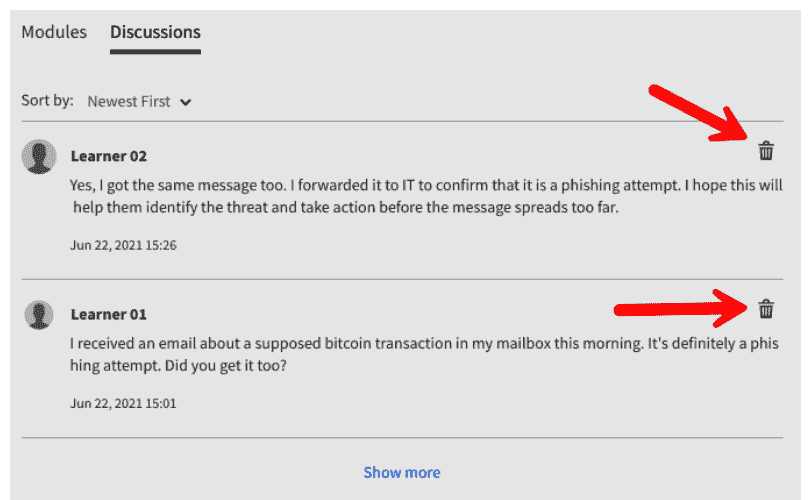 Modules Discussions
Sort by: Newest First
Learner 02
Yes, I got the same message too. I forwarded it to IT to confirm that it is a phishing attempt. I hope this will
help them identify the threat and take action before the message spreads too far.
Jun 22, 2021 15:26
Learner 01
I received an email about a supposed bitcoin transaction in my mailbox this morning. It's definitely a phis
hing attempt. Did you get it too?
Jun 22, 2021 15:01
Show more